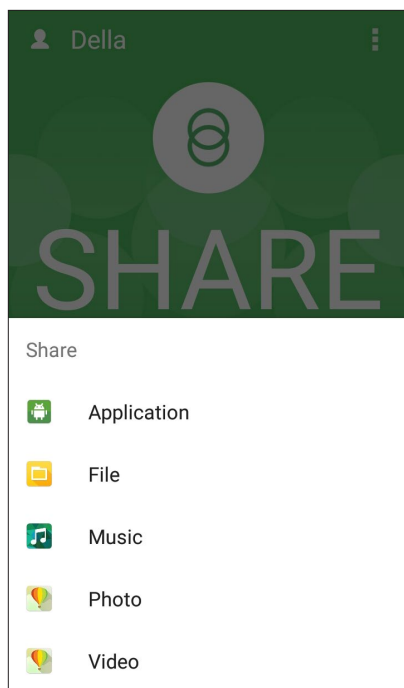 Della
SHARE
Share
Application
File
Music
Photo
Video